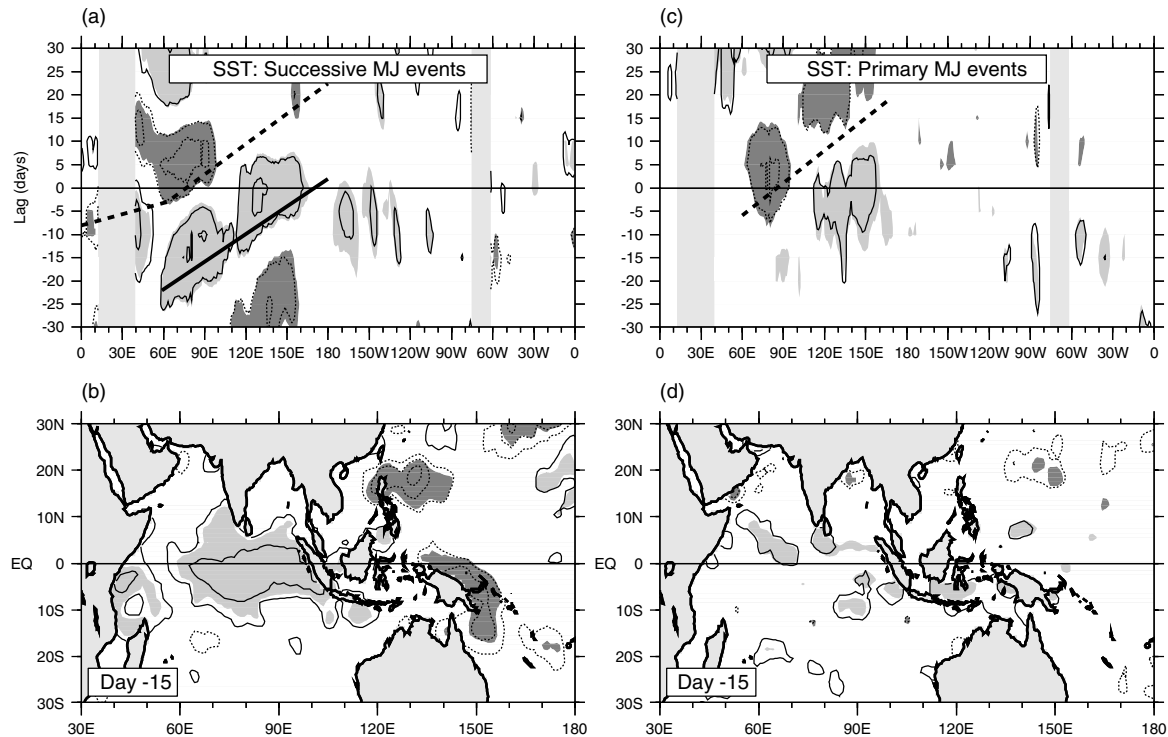 (a)
SST: Successive MJ events
Lag (days)
30
25
20
15
10
5
0
-5
-10
-15
-20
-25
-30
0 30E 60E 90E 120E 150E 180 150W 120W 90W 60W 30W 0
(c)
SST: Primary MJ events
30
25
20
15
10
5
0
-5
-10
-15
-20
-25
-30
0 30E 60E 90E 120E 150E 180 150W 120W 90W 60W 30W 0
(b)
30N
20N
10N
EQ 0
10S
20S
30S
Day -15
30E 60E 90E 120E 150E 180
(d)
30N
20N
10N
EQ 0
10S
20S
30S
Day -15
30E 60E 90E 120E 150E 180